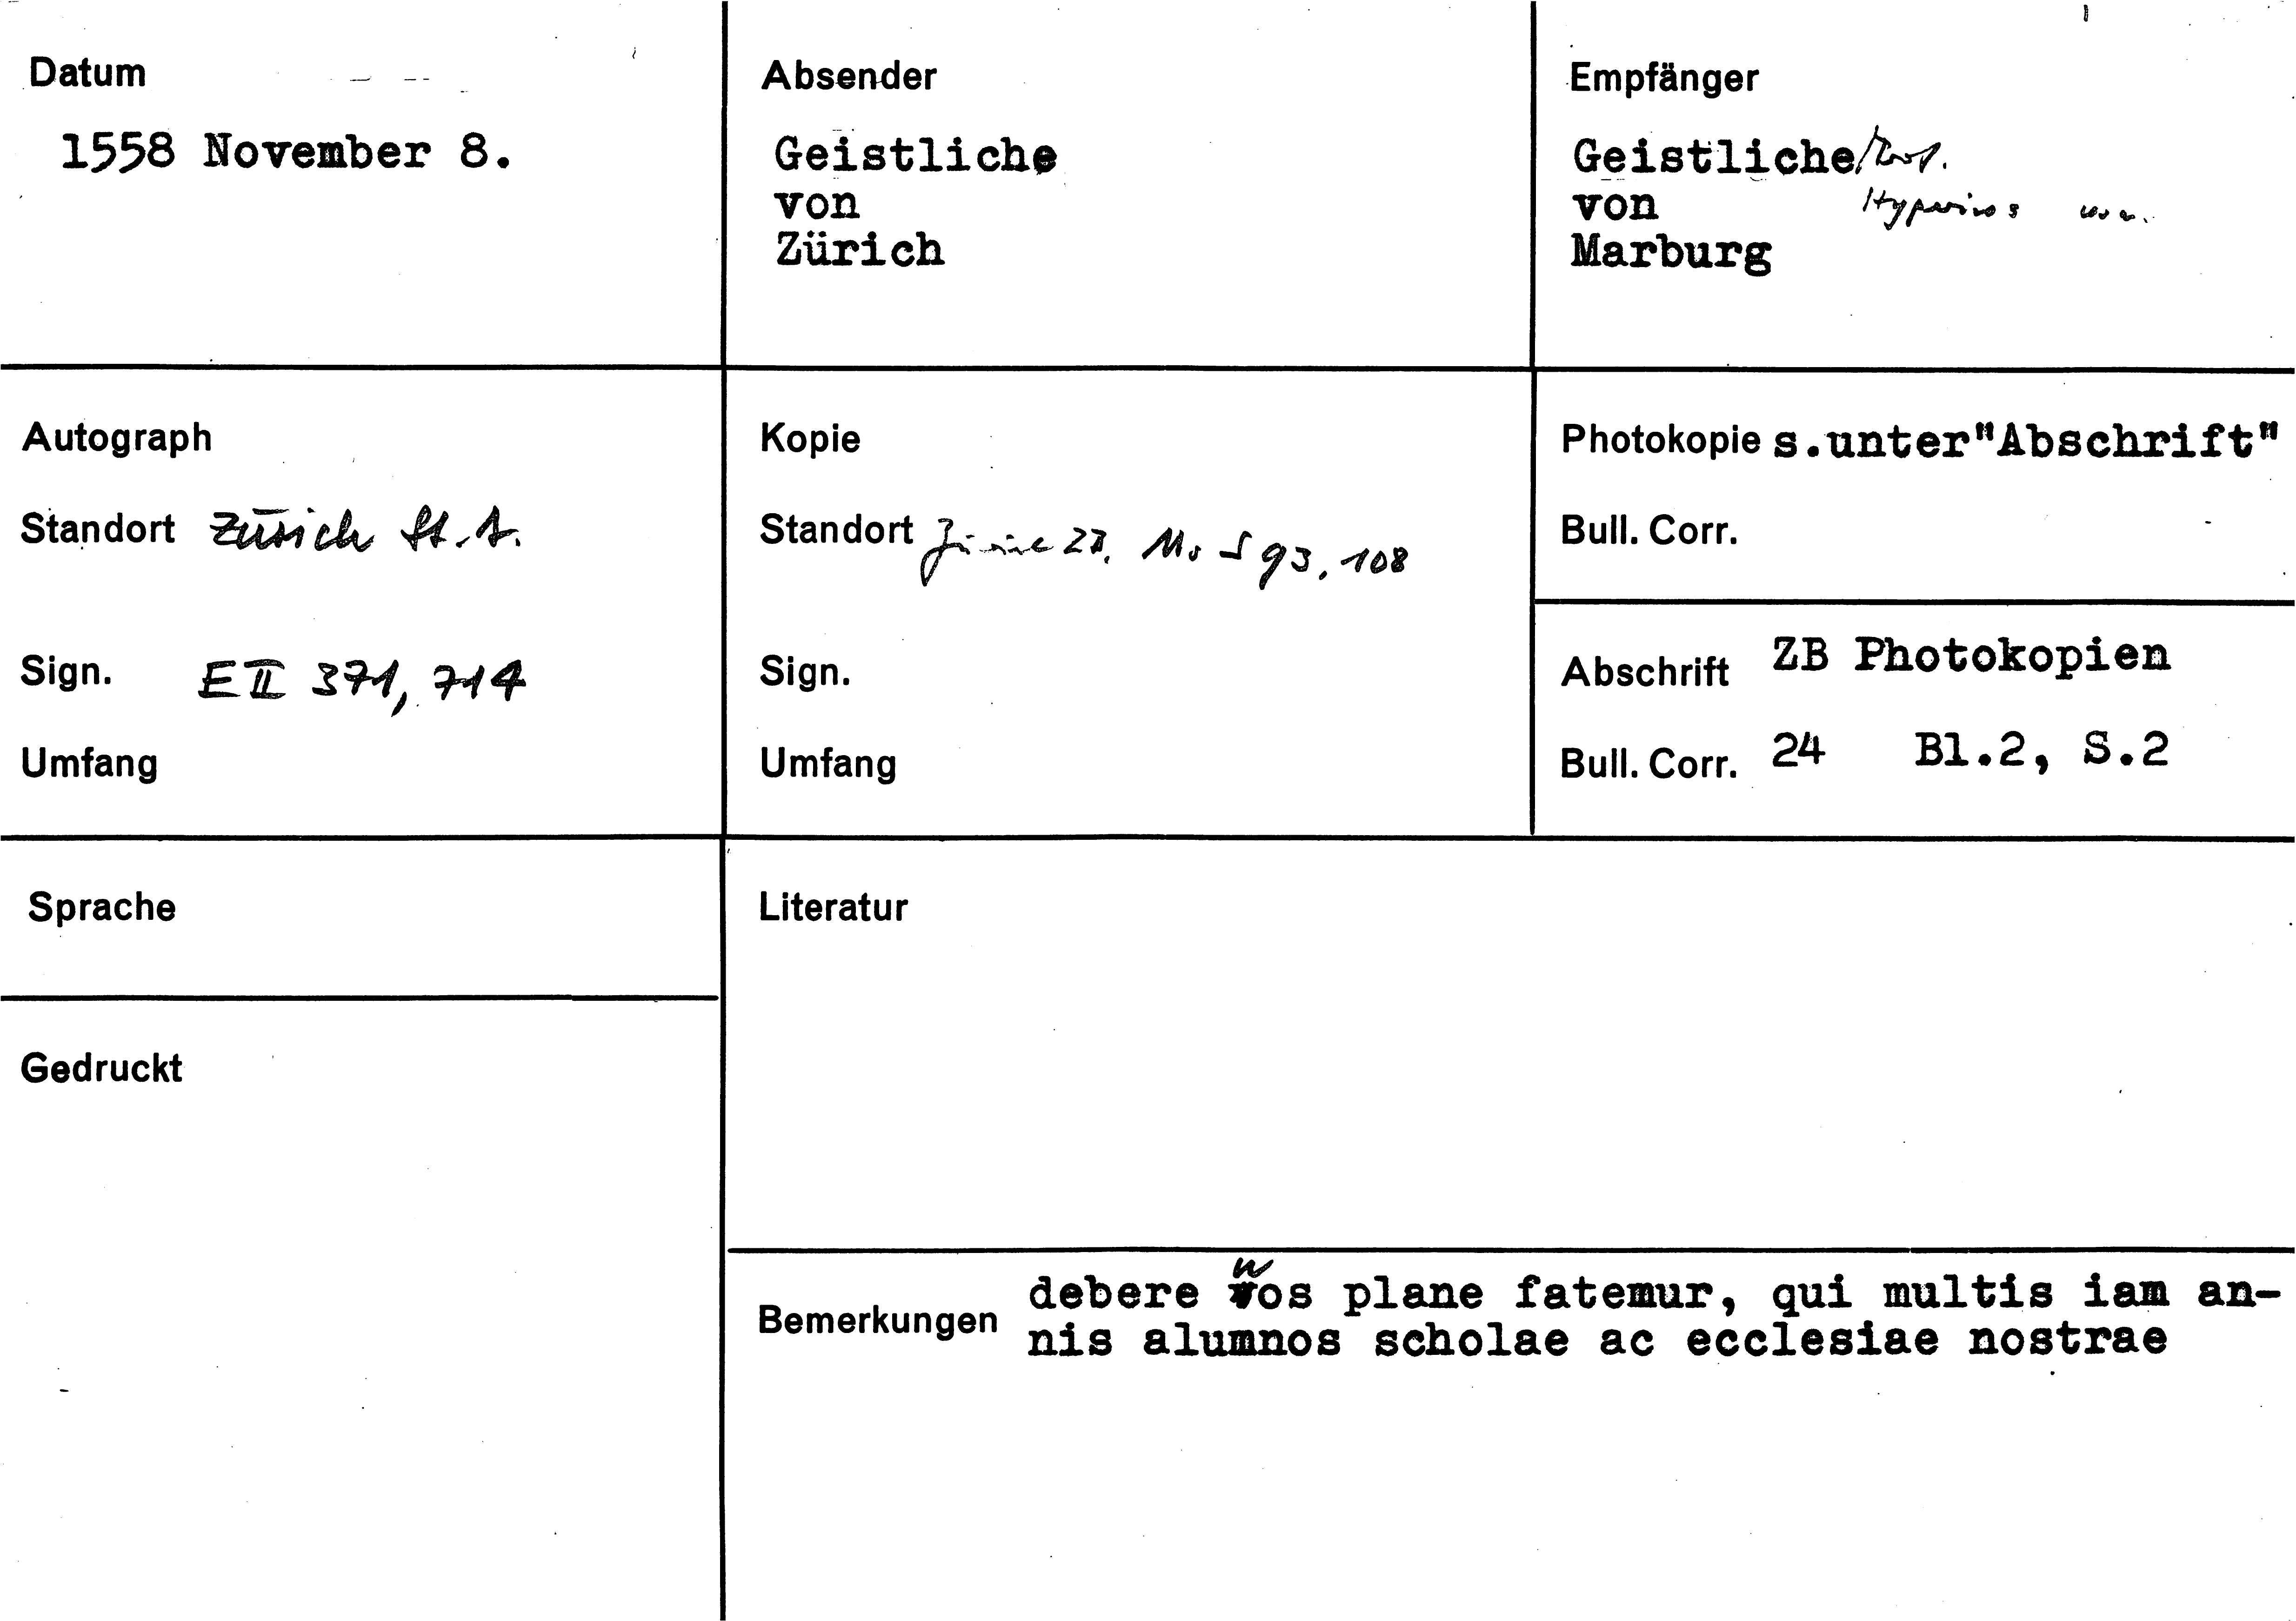 Datum
1558 November 8.
Absender
Geistliche
von
Zürich
Empfänger
Geistliche/Prof.
von Hyperius u. a.
Marburg
Autograph
Standort Zürich St.A.
Sign. E II 371, 714
Umfang
Kopie
Standort Zürich ZB, Ms S 93, 108
Sign.
Umfang
Photokopie s.unter"Abschrift"
Bull. Corr.
Abschrift ZB Photokopien
Bull. Corr. 24 Bl.2, S.2
Sprache
Gedruckt
Literatur
Bemerkungen
debere nos plane fatemur, qui multis iam an-
nis alumnos scholae ac ecclesiae nostrae